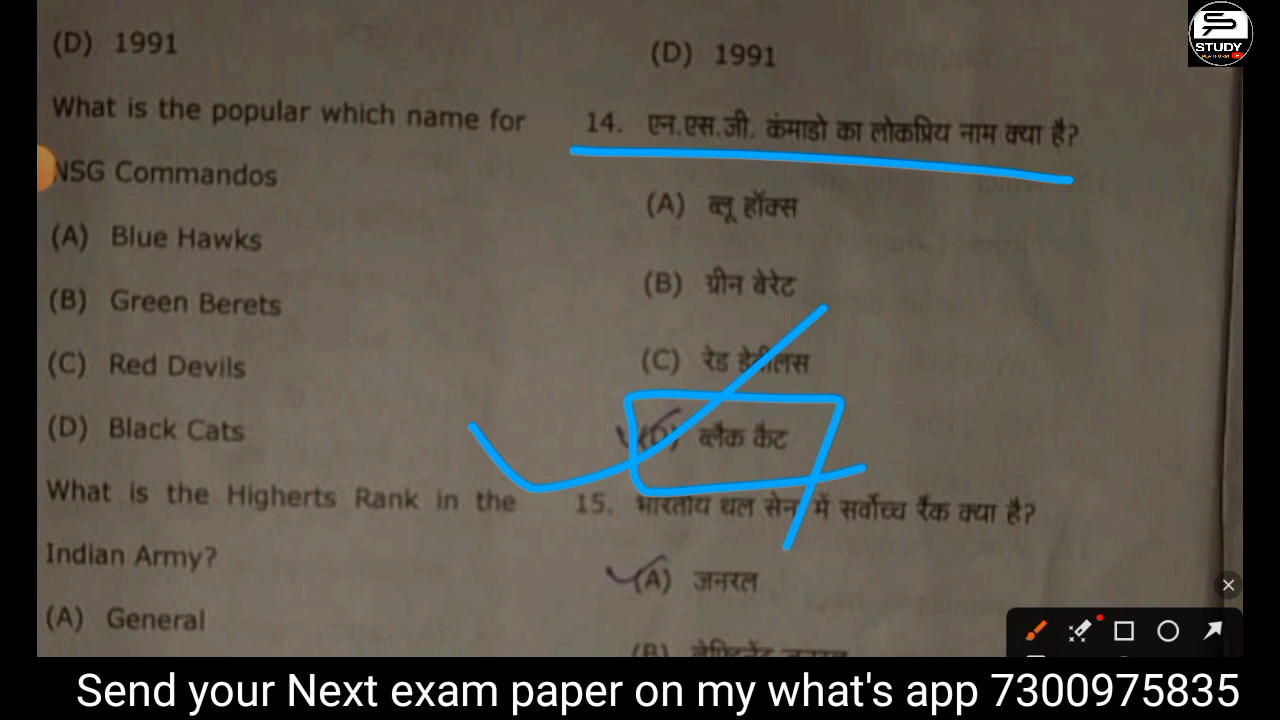 STUDY
(D) 1991
What is the popular which name for
NSG Commandos
(A) Blue Hawks
(B) Green Berets
(C) Red Devils
(D) Black Cats
What is the Higherts Rank in the
Indian Army?
(A) General
(D) 1991
14. एन.एस.जी. कंमाडो का लोकप्रिय नाम क्या है?
(A) ब्लू हॉक्स
(B) ग्रीन बेरेट
(C) रेड डेवीलस
(D) ब्लैक कैट
15. भारतीय थल सेना में सर्वोच्च रैंक क्या है?
(A) जनरल
(B) लेफ्टिनेंट जनरल
Send your Next exam paper on my what's app 7300975835